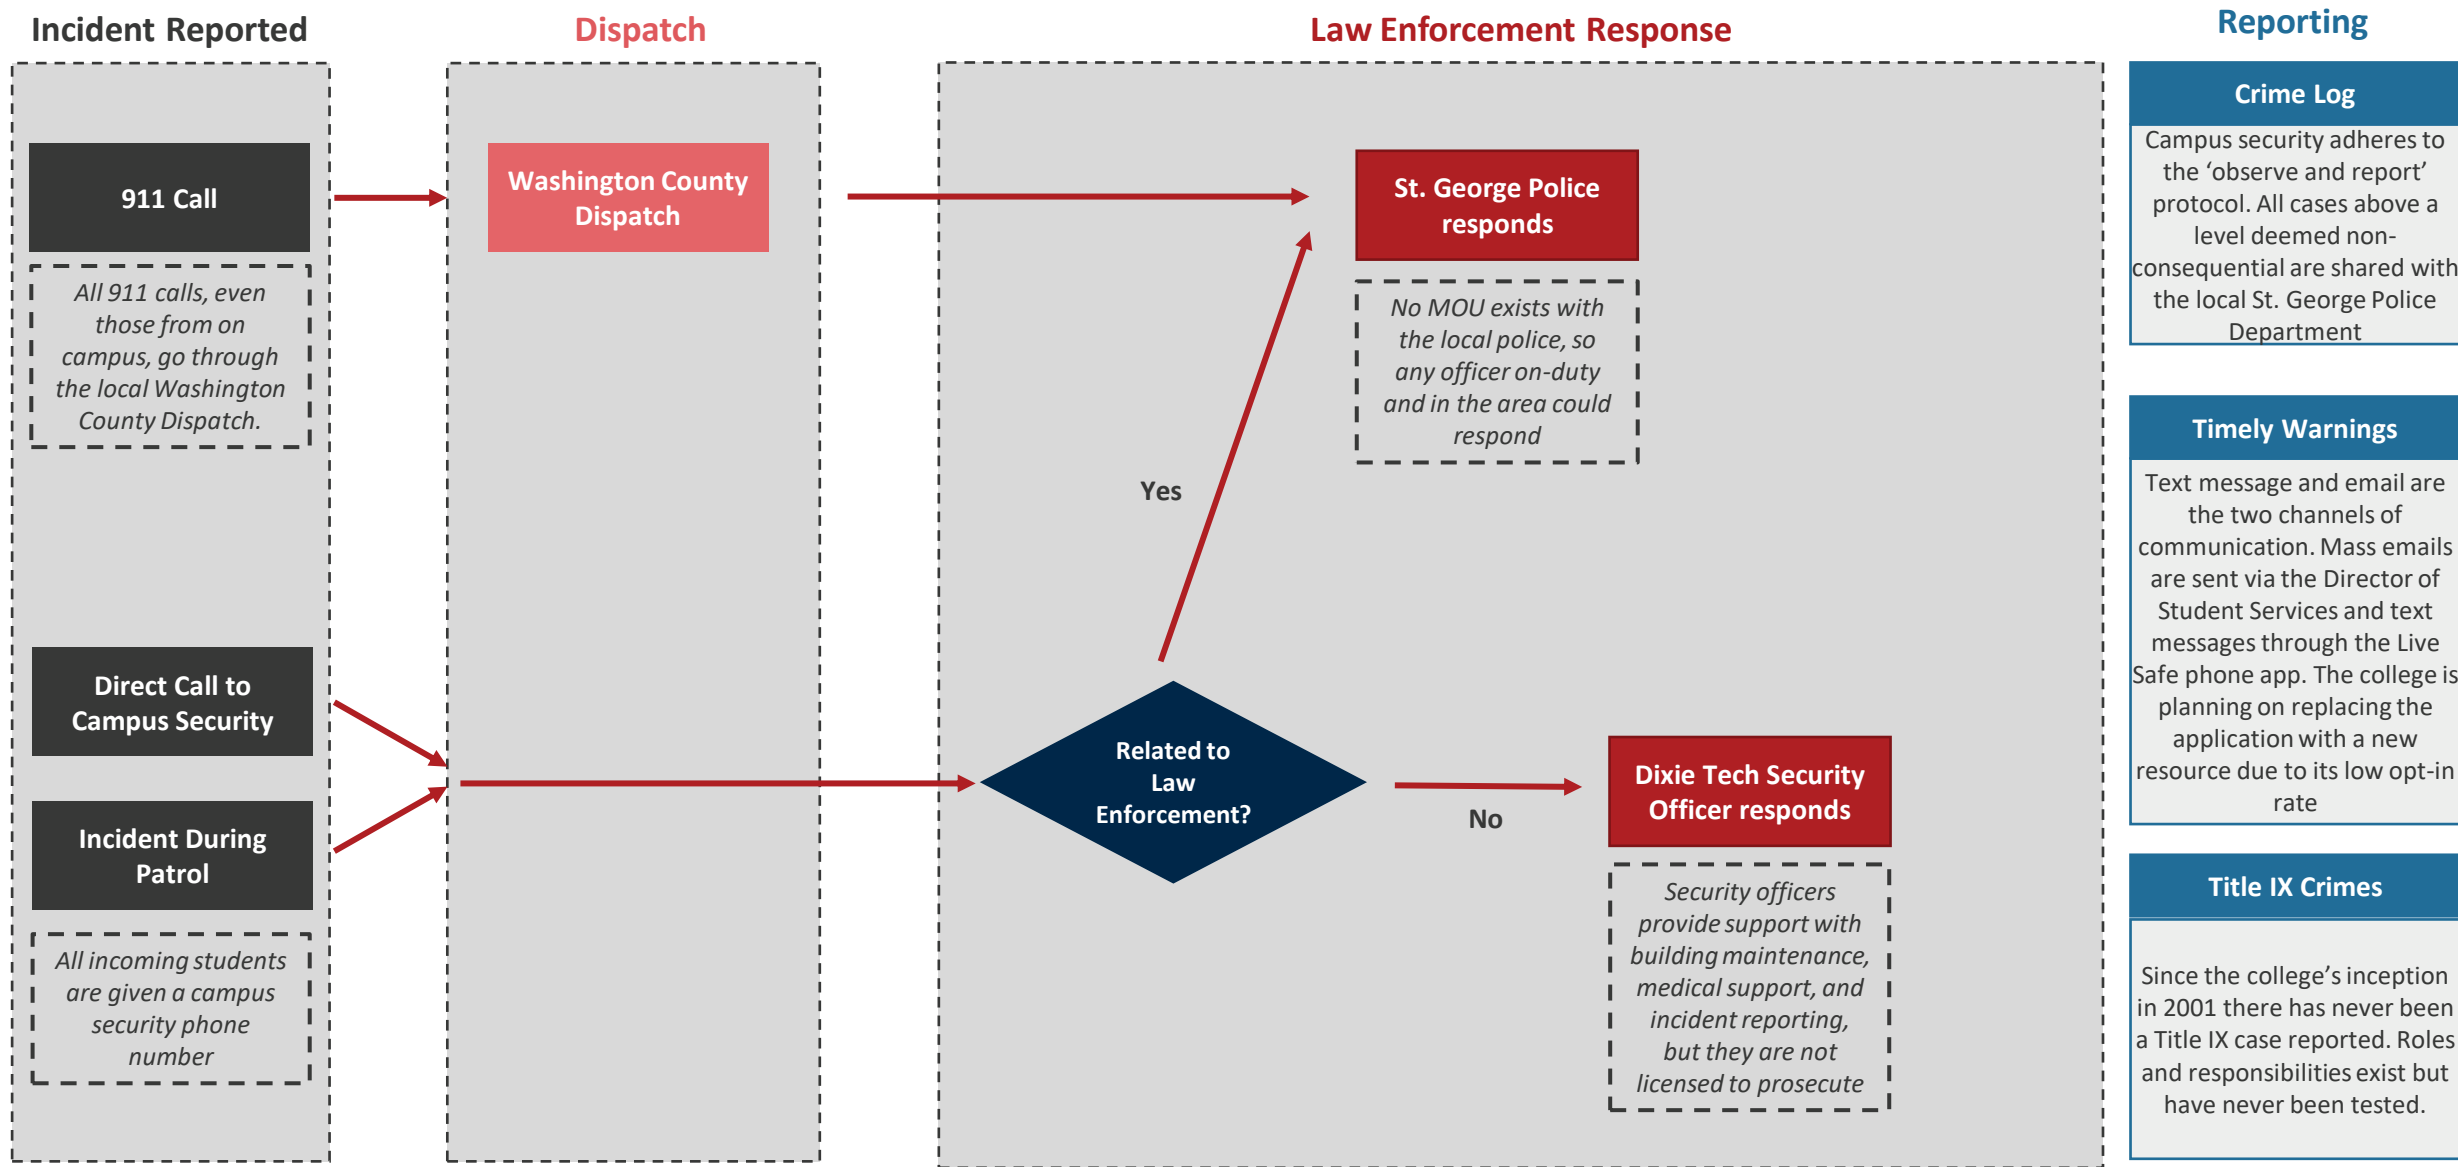 Incident Reported
Dispatch
Law Enforcement Response
Reporting
911 Call
All 911 calls, even
those from on
campus, go through
the local Washington
County Dispatch.
Direct Call to
Campus Security
Incident During
Patrol
All incoming students
are given a campus
security phone
number
Washington County
Dispatch
St. George Police
responds
No MOU exists with
the local police, so
any officer on-duty
and in the area could
respond
Yes
Related to
Law
Enforcement?
No
Dixie Tech Security
Officer responds
Security officers
provide support with
building maintenance,
medical support, and
incident reporting,
but they are not
licensed to prosecute
Crime Log
Campus security adheres to
the ‘observe and report’
protocol. All cases above a
level deemed non-
consequential are shared with
the local St. George Police
Department
Timely Warnings
Text message and email are
the two channels of
communication. Mass emails
are sent via the Director of
Student Services and text
messages through the Live
Safe phone app. The college is
planning on replacing the
application with a new
resource due to its low opt-in
rate
Title IX Crimes
Since the college’s inception
in 2001 there has never been
a Title IX case reported. Roles
and responsibilities exist but
have never been tested.